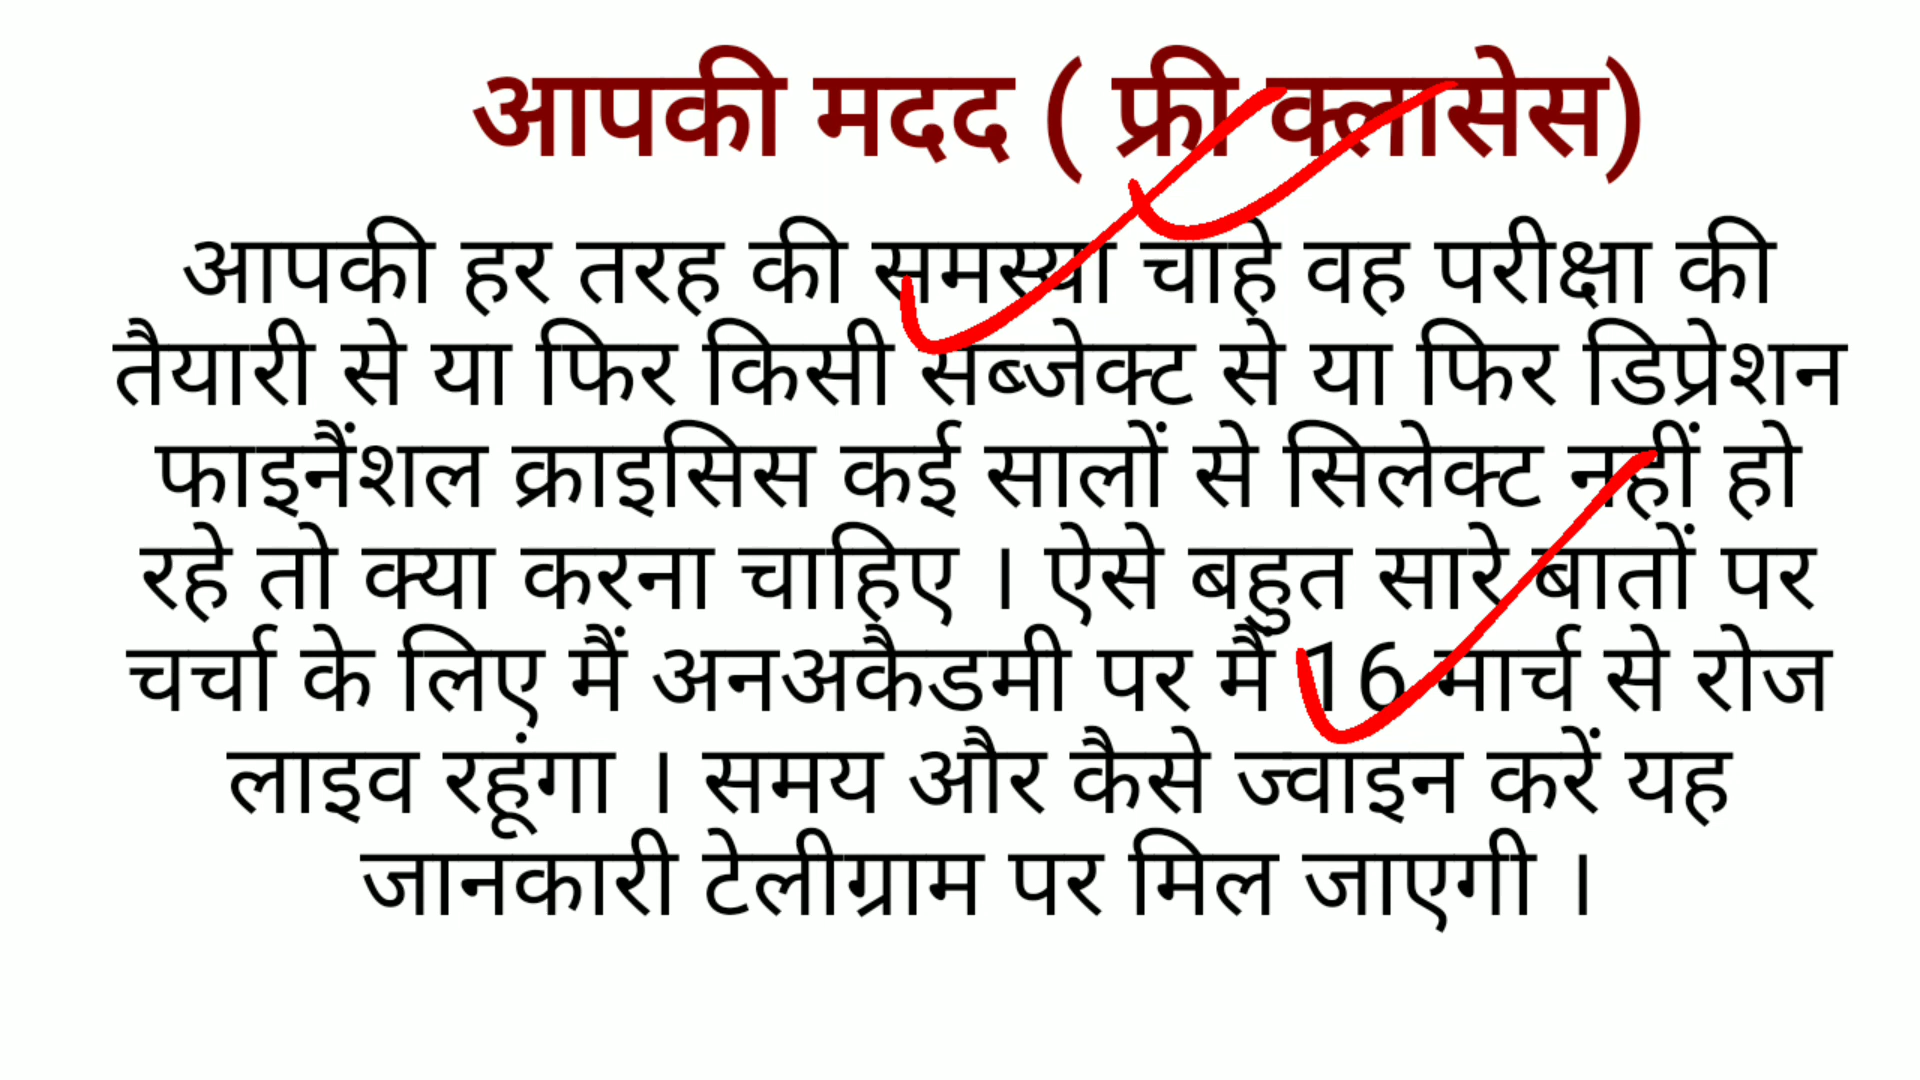 आपकी मदद ( फ्री क्लासेस)
आपकी हर तरह की समस्या चाहे वह परीक्षा की
तैयारी से या फिर किसी सब्जेक्ट से या फिर डिप्रेशन
फाइनैंशल क्राइसिस कई सालों से सिलेक्ट नहीं हो
रहे तो क्या करना चाहिए । ऐसे बहुत सारे बातों पर
चर्चा के लिए मैं अनअकैडमी पर मैं 16 मार्च से रोज
लाइव रहूंगा । समय और कैसे ज्वाइन करें यह
जानकारी टेलीग्राम पर मिल जाएगी ।